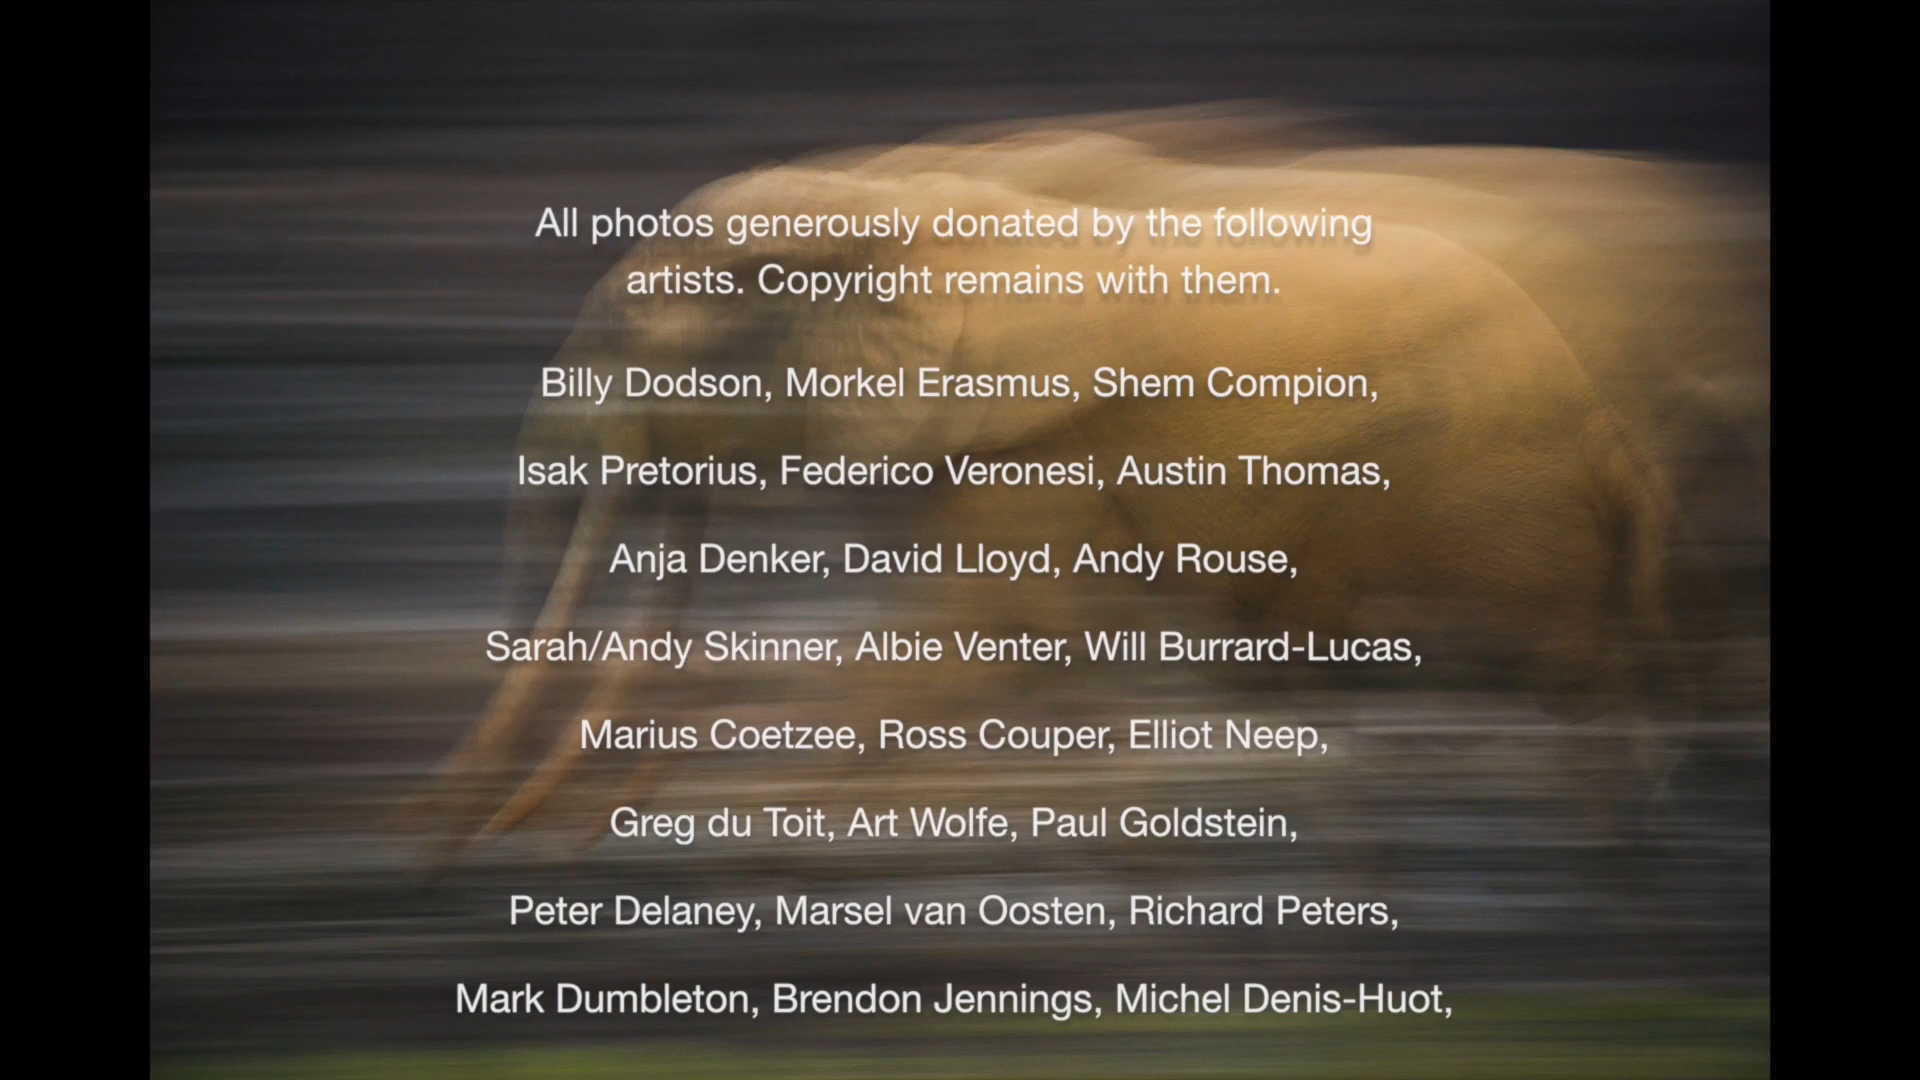 All photos generously donated by the following
artists. Copyright remains with them.
Billy Dodson, Morkel Erasmus, Shem Compion,
Isak Pretorius, Federico Veronesi, Austin Thomas,
Anja Denker, David Lloyd, Andy Rouse,
Sarah/Andy Skinner, Albie Venter, Will Burrard-Lucas,
Marius Coetzee, Ross Couper, Elliot Neep,
Greg du Toit, Art Wolfe, Paul Goldstein,
Peter Delaney, Marsel van Oosten, Richard Peters,
Mark Dumbleton, Brendon Jennings, Michel Denis-Huot,